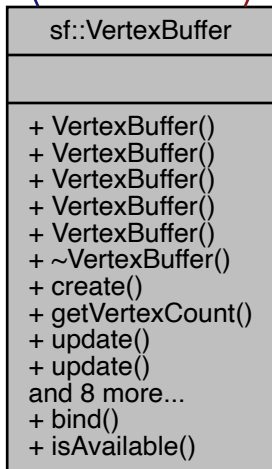 sf::VertexBuffer
+ VertexBuffer()
+ VertexBuffer()
+ VertexBuffer()
+ VertexBuffer()
+ VertexBuffer()
+ ~VertexBuffer()
+ create()
+ getVertexCount()
+ update()
+ update()
and 8 more...
+ bind()
+ isAvailable()